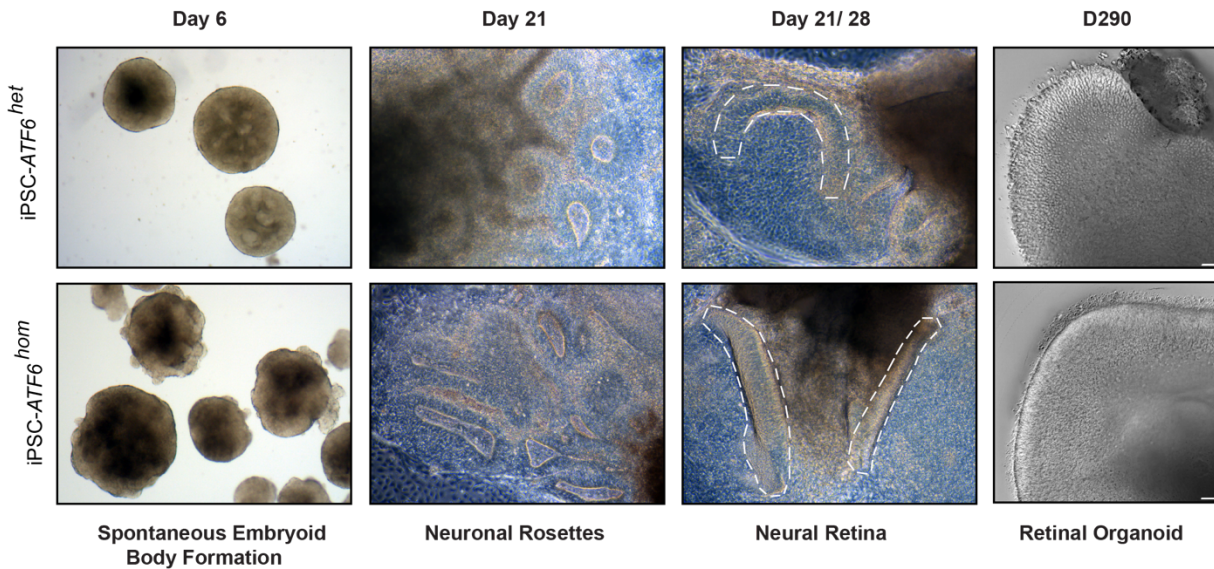 Day 6
Day 21
Day 21/ 28
D290
iPSC-ATF6het
iPSC-ATF6hom
Spontaneous Embryoid
Body Formation
Neuronal Rosettes
Neural Retina
Retinal Organoid